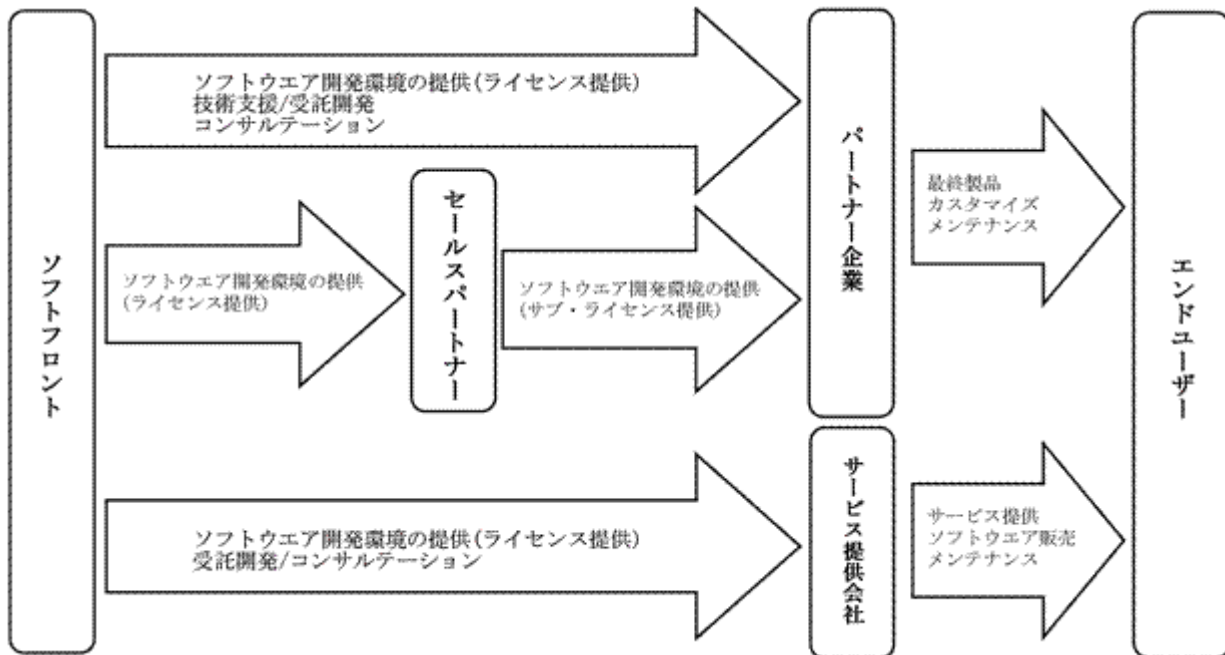 ソフトフロント
ソフトウエア開発環境の提供(ライセンス提供)
技術支援/受託開発
コンサルテーション
ソフトウエア開発環境の提供
(ライセンス提供)
セールスパートナー
ソフトウエア開発環境の提供
(サブ・ライセンス提供)
ソフトウエア開発環境の提供(ライセンス提供)
受託開発/コンサルテーション
パートナー企業
サービス提供会社
最終製品
カスタマイズ
メンテナンス
サービス提供
ソフトウエア販売
メンテナンス
エンドユーザー